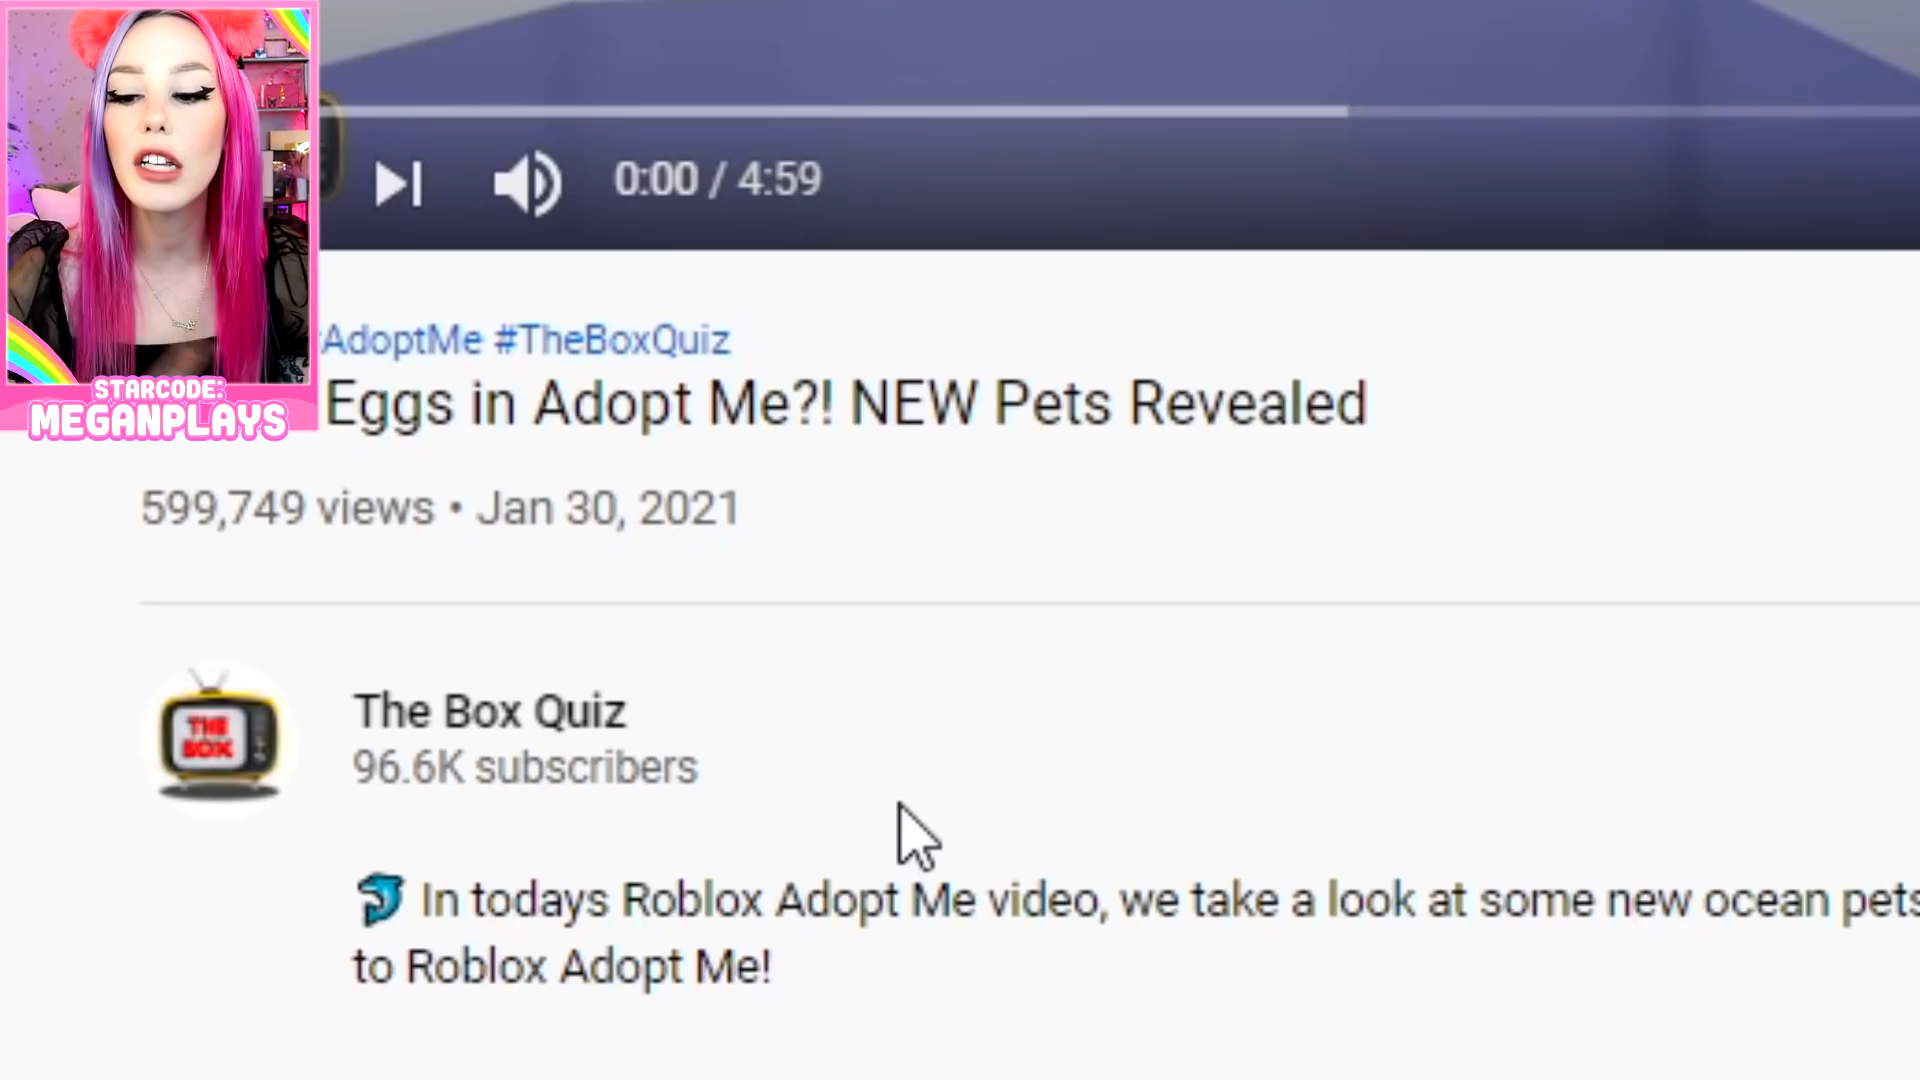 0:00 / 4:59
AdoptMe #TheBoxQuiz
STARCODE:
MEGANPLAYS
Eggs in Adopt Me?! NEW Pets Revealed
599,749 views • Jan 30, 2021
THE
BOX
The Box Quiz
96.6K subscribers
In todays Roblox Adopt Me video, we take a look at some new ocean pets
to Roblox Adopt Me!